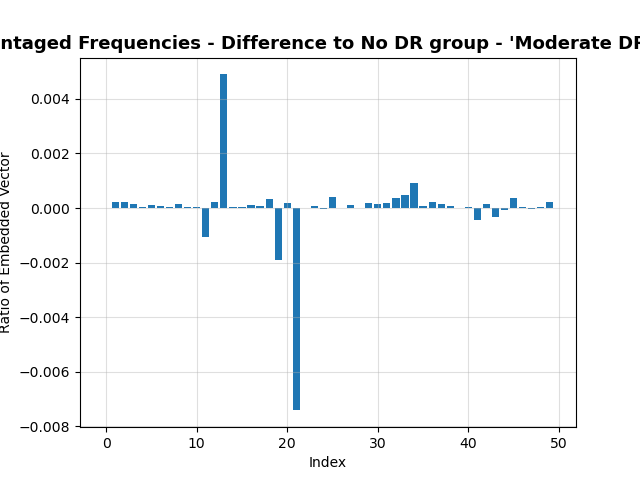 ntaged Frequencies - Difference to No DR group - 'Moderate DR
0.004
0.002
0.000
−0.002
−0.004
−0.006
−0.008
Ratio of Embedded Vector
0 10 20 30 40 50
Index